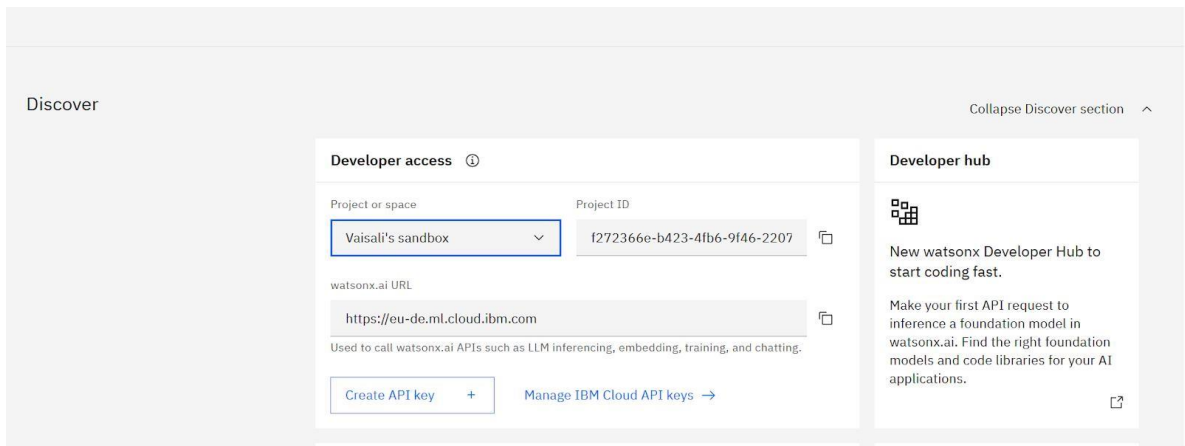 Discover
Collapse Discover section
Developer access
Project or space
Project ID
Vaisali's sandbox
f272366e-b423-4fb6-9f46-2207
watsonx.ai URL
https://eu-de.ml.cloud.ibm.com
Used to call watsonx.ai APIs such as LLM inferencing, embedding, training, and chatting.
Create API key +
Manage IBM Cloud API keys →
Developer hub
New watsonx Developer Hub to
start coding fast.
Make your first API request to
inference a foundation model in
watsonx.ai. Find the right foundation
models and code libraries for your AI
applications.